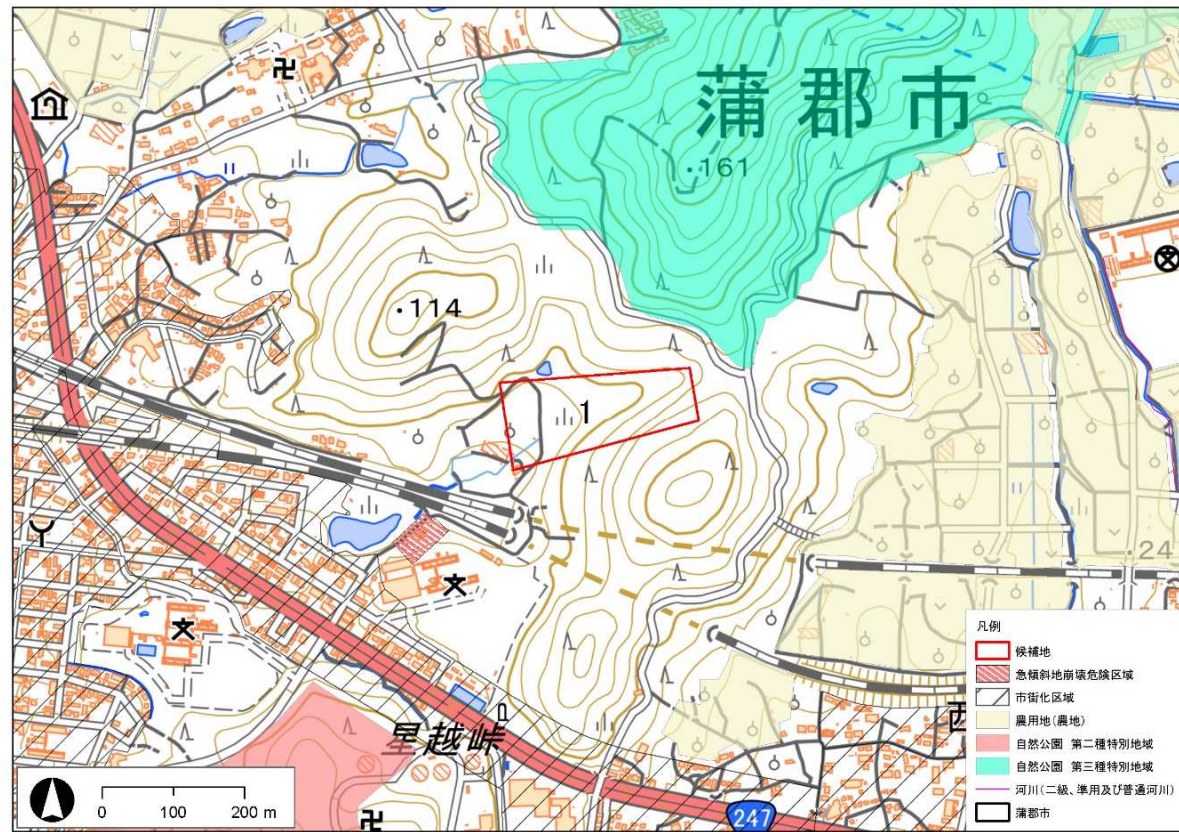 蒲郡市
161
114
1
24
西
星越峠
247
0 100 200 m
凡例
候補地
急傾斜地崩壊危険区域
市街化区域
農用地(農地)
自然公園 第二種特別地域
自然公園 第三種特別地域
河川(二級、準用及び普通河川)
蒲郡市